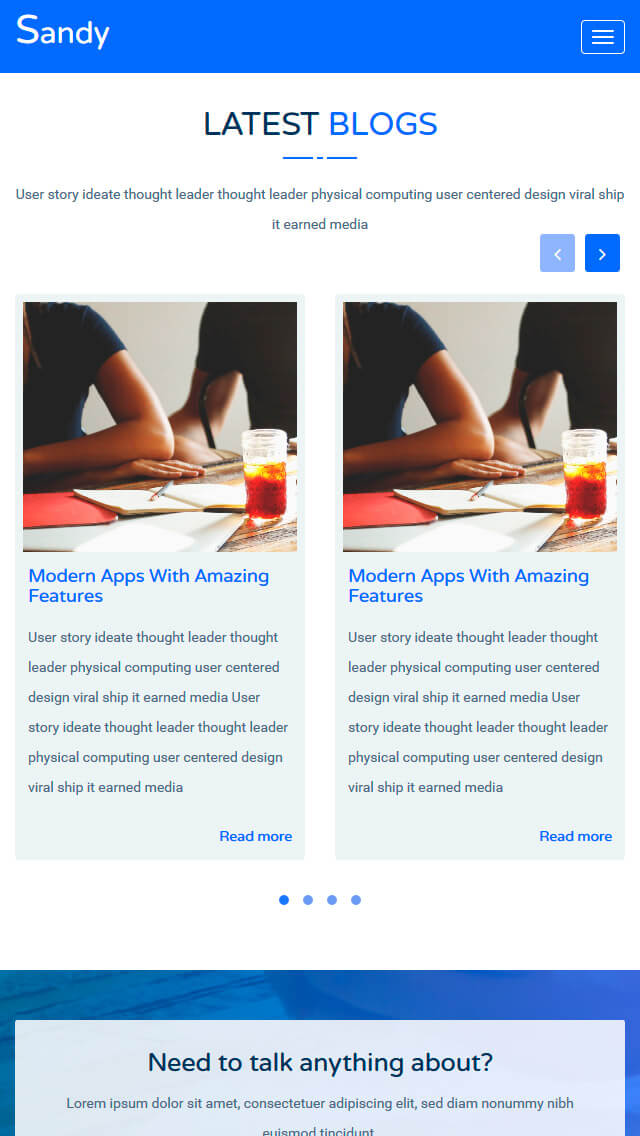 Sandy
LATEST BLOGS
User story ideate thought leader thought leader physical computing user centered design viral ship
it earned media
Modern Apps With Amazing
Features
User story ideate thought leader thought
leader physical computing user centered
design viral ship it earned media User
story ideate thought leader thought leader
physical computing user centered design
viral ship it earned media
Read more
Modern Apps With Amazing
Features
User story ideate thought leader thought
leader physical computing user centered
design viral ship it earned media User
story ideate thought leader thought leader
physical computing user centered design
viral ship it earned media
Read more
Need to talk anything about?
Lorem ipsum dolor sit amet, consectetuer adipiscing elit, sed diam nonummy nibh
euismod tincidunt